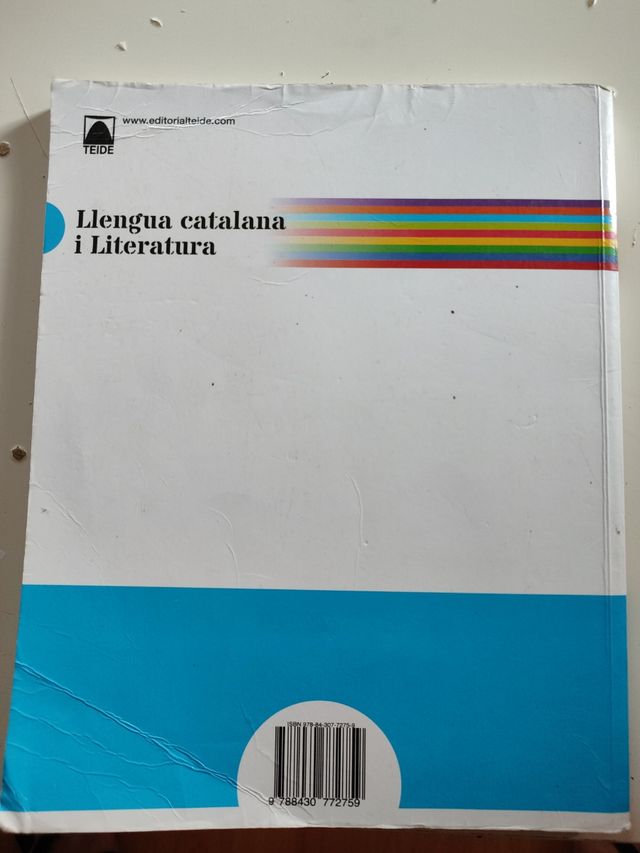 www.editorialteide.com
TEIDE
Llengua catalana
i Literatura
ISBN 978-84-307-7275-9
9 788430 772759